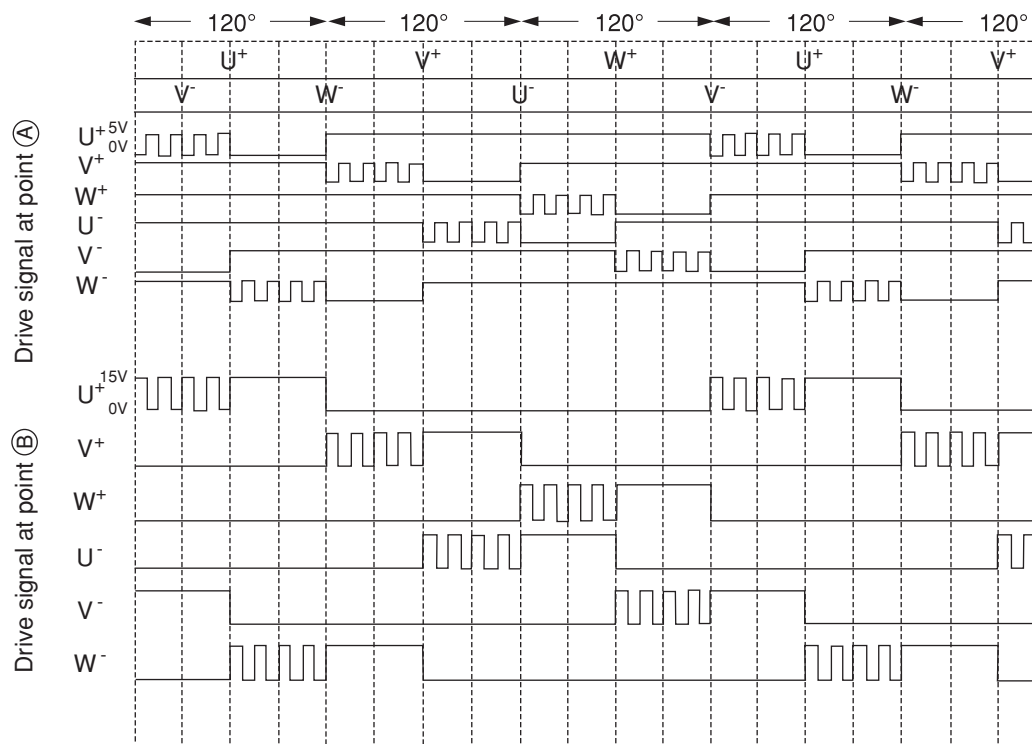 120° 120° 120° 120° 120°
U⁺ V⁺ W⁺ U⁺ V⁺
V⁻ W⁻ U⁻ V⁻ W⁻
Drive signal at point Ⓐ
U⁺ 5V
0V
V⁺
W⁺
U⁻
V⁻
W⁻
Drive signal at point Ⓑ
U⁺ 15V
0V
V⁺
W⁺
U⁻
V⁻
W⁻